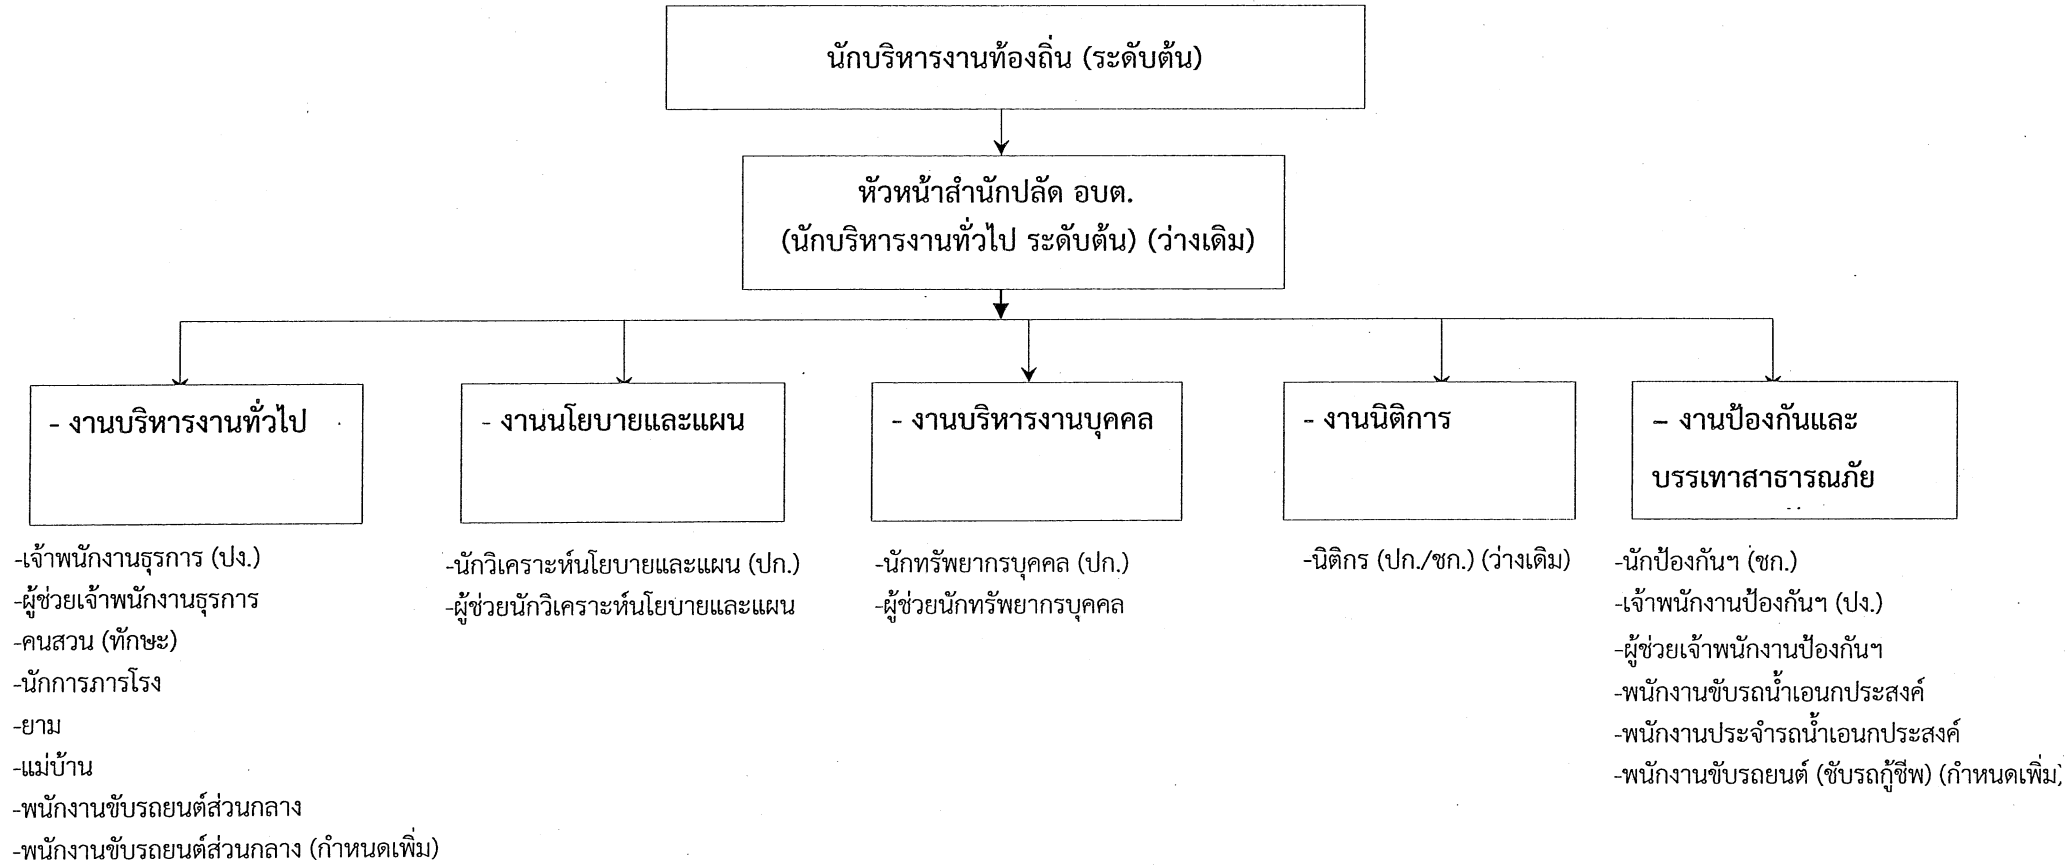 นักบริหารงานท้องถิ่น (ระดับต้น)
หัวหน้าสำนักปลัด อบต.
(นักบริหารงานทั่วไป ระดับต้น) (ว่างเดิม)
- งานบริหารงานทั่วไป
-เจ้าพนักงานธุรการ (ปง.)
-ผู้ช่วยเจ้าพนักงานธุรการ
-คนสวน (ทักษะ)
-นักการภารโรง
-ยาม
-แม่บ้าน
-พนักงานขับรถยนต์ส่วนกลาง
-พนักงานขับรถยนต์ส่วนกลาง (กำหนดเพิ่ม)
- งานนโยบายและแผน
-นักวิเคราะห์นโยบายและแผน (ปก.)
-ผู้ช่วยนักวิเคราะห์นโยบายและแผน
- งานบริหารงานบุคคล
-นักทรัพยากรบุคคล (ปก.)
-ผู้ช่วยนักทรัพยากรบุคคล
- งานนิติการ
-นิติกร (ปก./ชก.) (ว่างเดิม)
– งานป้องกันและ
บรรเทาสาธารณภัย
-นักป้องกันฯ (ชก.)
-เจ้าพนักงานป้องกันฯ (ปง.)
-ผู้ช่วยเจ้าพนักงานป้องกันฯ
-พนักงานขับรถน้ำเอนกประสงค์
-พนักงานประจำรถน้ำเอนกประสงค์
-พนักงานขับรถยนต์ (ขับรถกู้ชีพ) (กำหนดเพิ่ม)